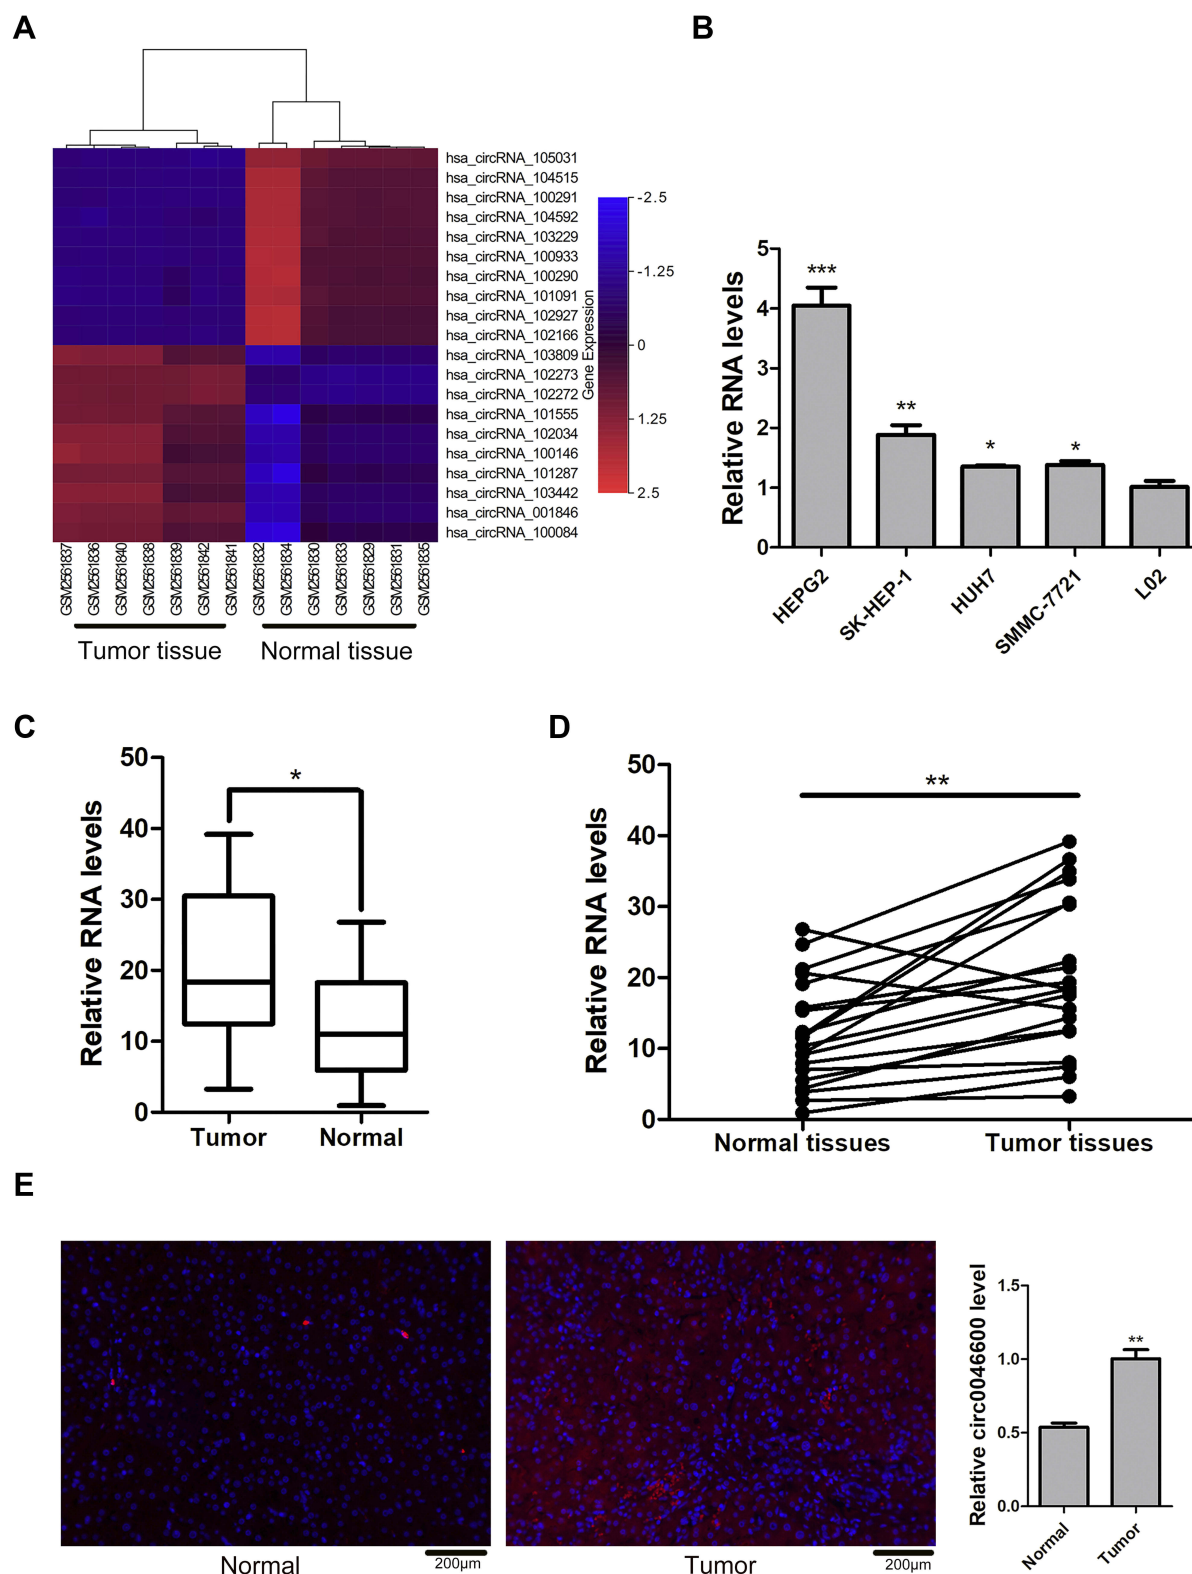 A
hsa_circRNA_105031
hsa_circRNA_104515
hsa_circRNA_100291
hsa_circRNA_104592
hsa_circRNA_103229
hsa_circRNA_100933
hsa_circRNA_100290
hsa_circRNA_101091
hsa_circRNA_102927
hsa_circRNA_102166
hsa_circRNA_103809
hsa_circRNA_102273
hsa_circRNA_102272
hsa_circRNA_101555
hsa_circRNA_102034
hsa_circRNA_100146
hsa_circRNA_101287
hsa_circRNA_103442
hsa_circRNA_001846
hsa_circRNA_100084
-2.5
-1.25
0
1.25
2.5
Gene Expression
GSM2561837
GSM2561836
GSM2561840
GSM2561838
GSM2561839
GSM2561842
GSM2561841
GSM2561832
GSM2561834
GSM2561830
GSM2561833
GSM2561829
GSM2561831
GSM2561835
Tumor tissue
Normal tissue
B
Relative RNA levels
5
4
3
2
1
0
***
**
*
*
HEPG2
SK-HEP-1
HUH7
SMMC-7721
L02
C
Relative RNA levels
50
40
30
20
10
0
*
Tumor
Normal
D
Relative RNA levels
50
40
30
20
10
0
**
Normal tissues
Tumor tissues
E
Normal
200μm
Tumor
200μm
Relative circ0046600 level
1.5
1.0
0.5
0.0
**
Normal
Tumor